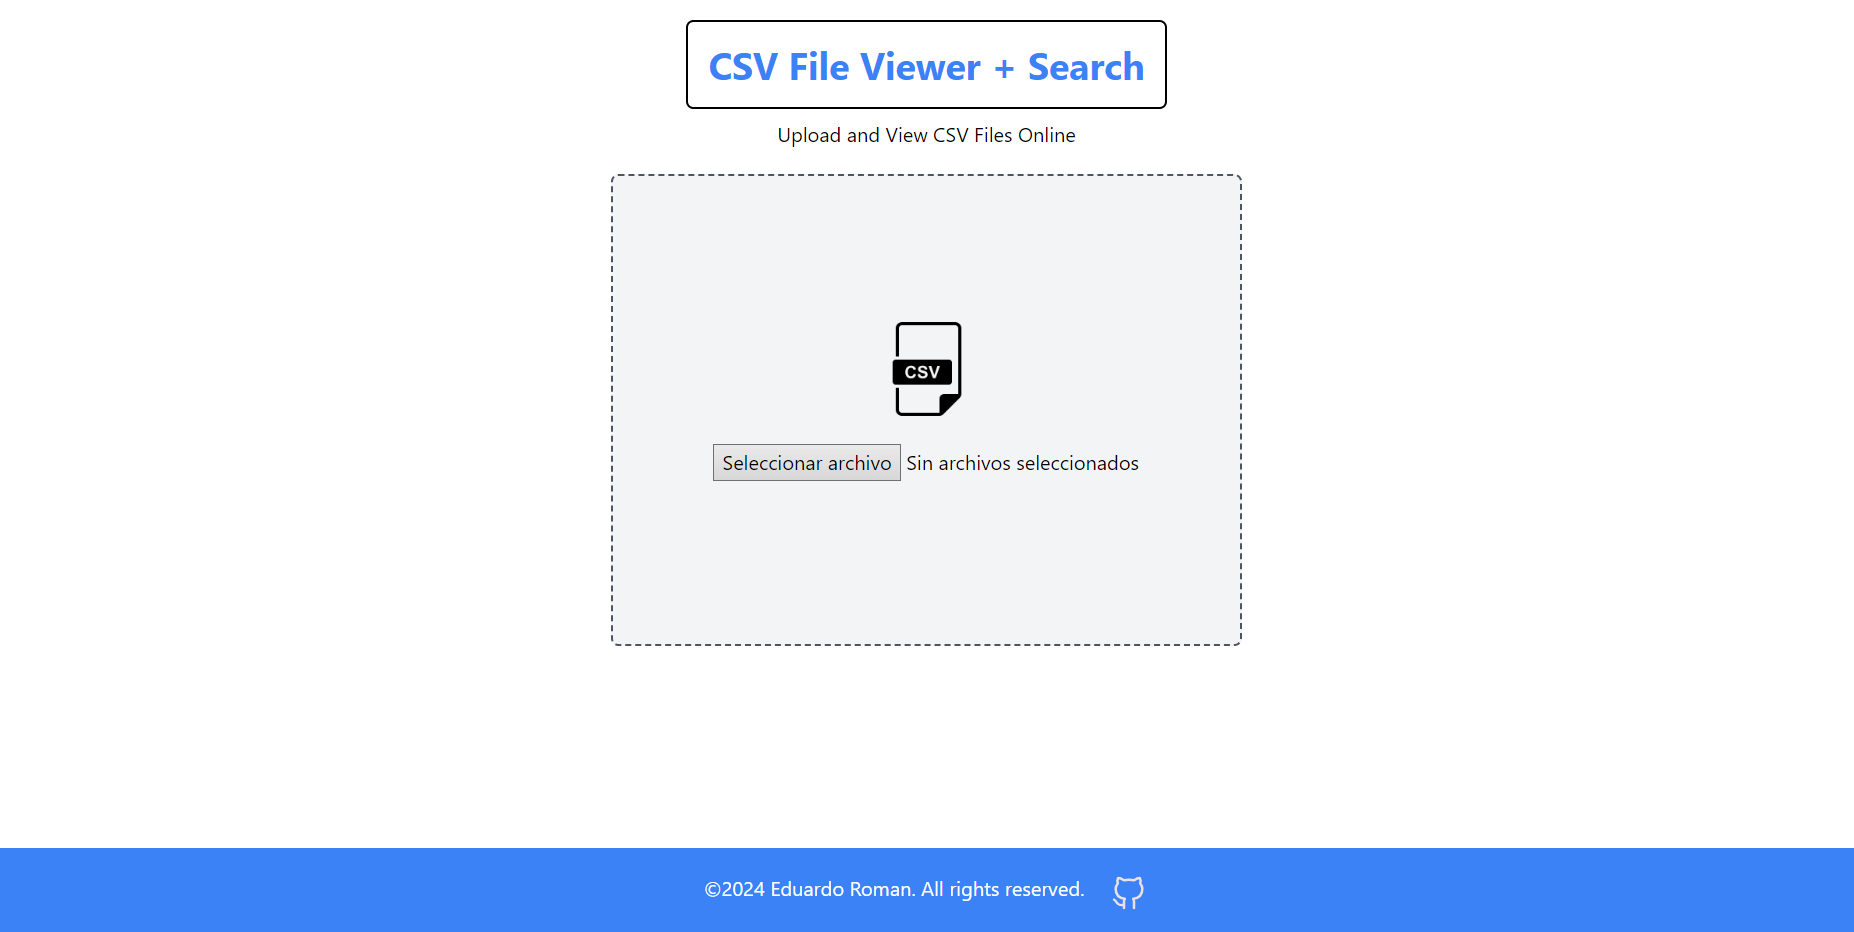 CSV File Viewer + Search
Upload and View CSV Files Online
CSV
Seleccionar archivo Sin archivos seleccionados
©2024 Eduardo Roman. All rights reserved.